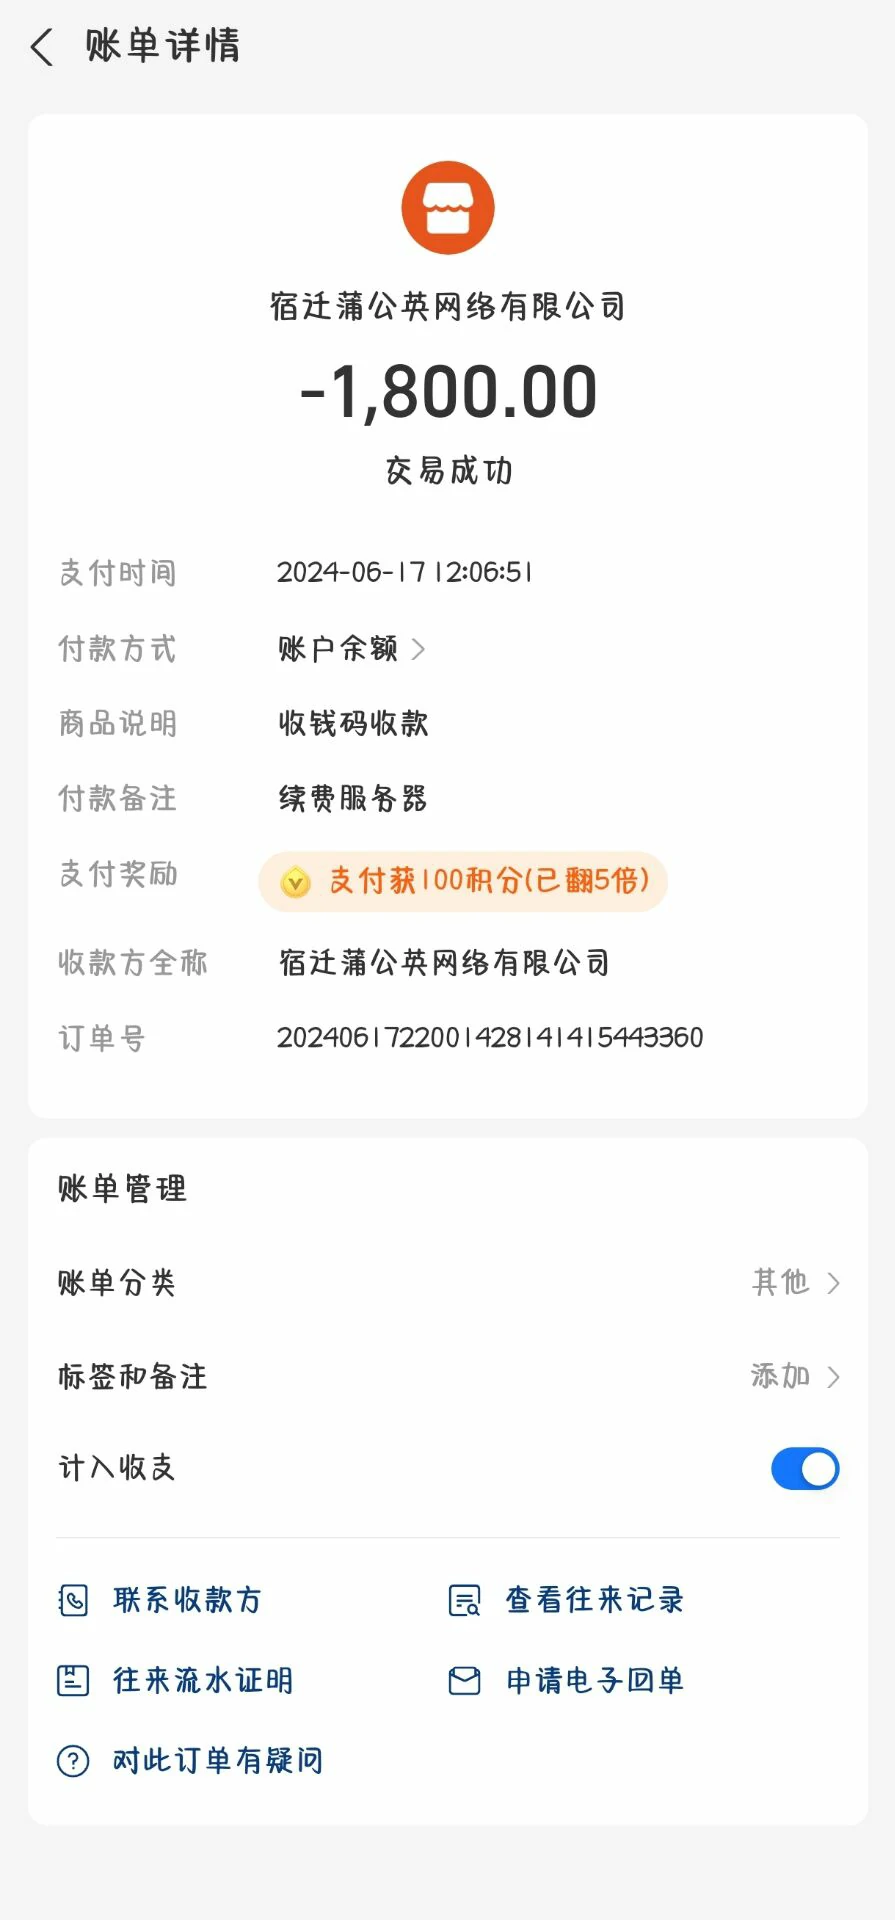 账单详情
宿迁蒲公英网络有限公司
-1,800.00
交易成功
支付时间 2024-06-17 12:06:51
付款方式 账户余额
商品说明 收钱码收款
付款备注 续费服务器
支付奖励 支付获100积分(已翻5倍)
收款方全称 宿迁蒲公英网络有限公司
订单号 2024061722001428141415443360
账单管理
账单分类 其他
标签和备注 添加
计入收支
联系收款方 查看往来记录
往来流水证明 申请电子回单
对此订单有疑问